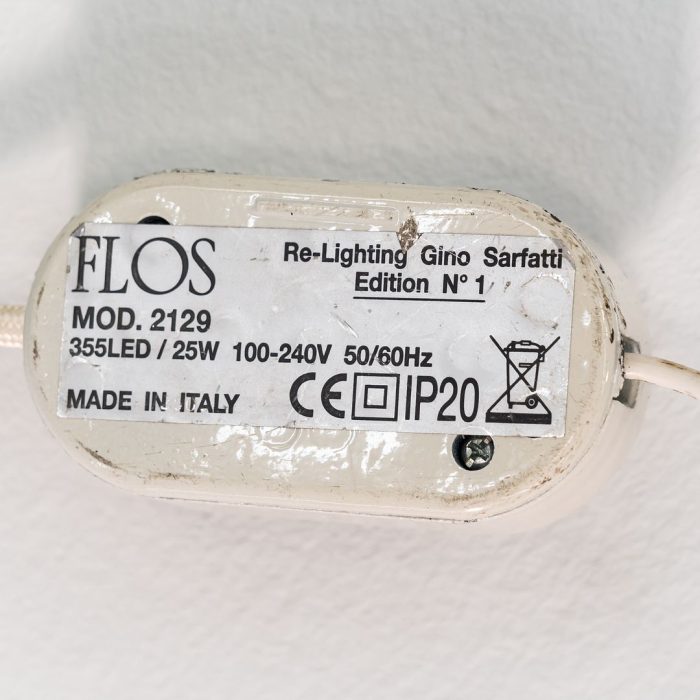 FLOS
Re-Lighting Gino Sarfatti
Edition N° 1
MOD. 2129
355LED / 25W 100-240V 50/60Hz
MADE IN ITALY CE IP20